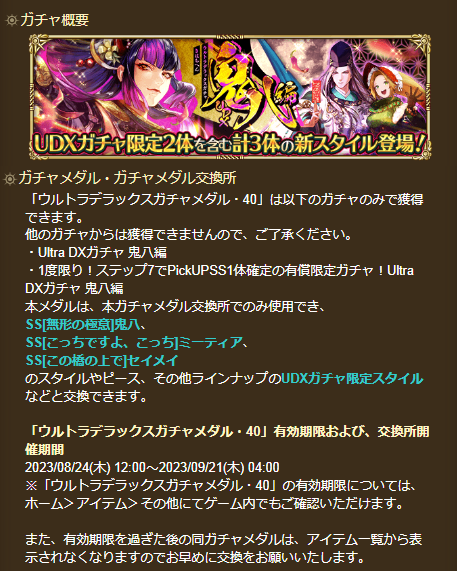 ガチャ概要
鬼八編
UDXガチャ限定2体を含む計3体の新スタイル登場!
ガチャメダル・ガチャメダル交換所
「ウルトラデラックスガチャメダル・40」は以下のガチャのみで獲得
できます。
他のガチャからは獲得できませんので、ご了承ください。
・Ultra DXガチャ 鬼八編
・1度限り！ステップ7でPickUPSS1体確定の有償限定ガチャ！Ultra
DXガチャ 鬼八編
本メダルは、本ガチャメダル交換所でのみ使用でき、
SS[無形の極意]鬼八、
SS[こっちですよ、こっち]ミーティア、
SS[この橋の上で]セイメイ
のスタイルやピース、その他ラインナップのUDXガチャ限定スタイル
などと交換できます。
「ウルトラデラックスガチャメダル・40」有効期限および、交換所開
催期間
2023/08/24(木) 12:00～2023/09/21(木) 04:00
※「ウルトラデラックスガチャメダル・40」の有効期限については、
ホーム＞アイテム＞その他にてゲーム内でもご確認いただけます。
また、有効期限を過ぎた後の同ガチャメダルは、アイテム一覧から表
示されなくなりますのでお早めに交換をお願いいたします。